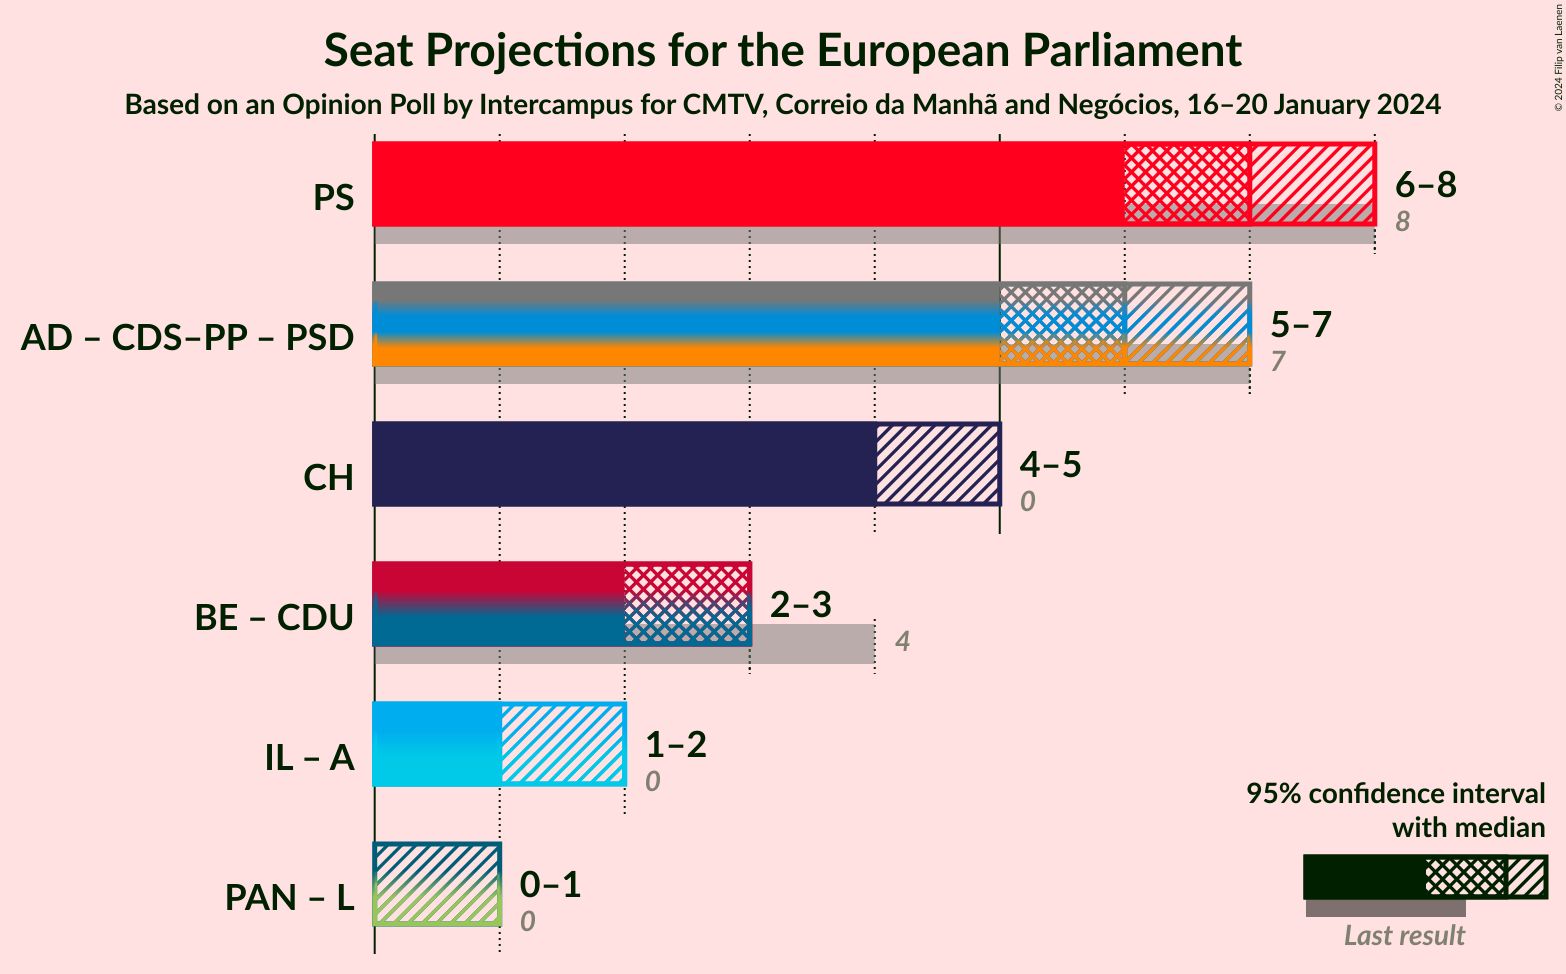 Seat Projections for the European Parliament
Based on an Opinion Poll by Intercampus for CMTV, Correio da Manhã and Negócios, 16–20 January 2024
© 2024 Filip van Laenen
PS
6–8
8
AD – CDS–PP – PSD
5–7
7
CH
4–5
0
BE – CDU
2–3
4
IL – A
1–2
0
PAN – L
0–1
0
95% confidence interval
with median
Last result